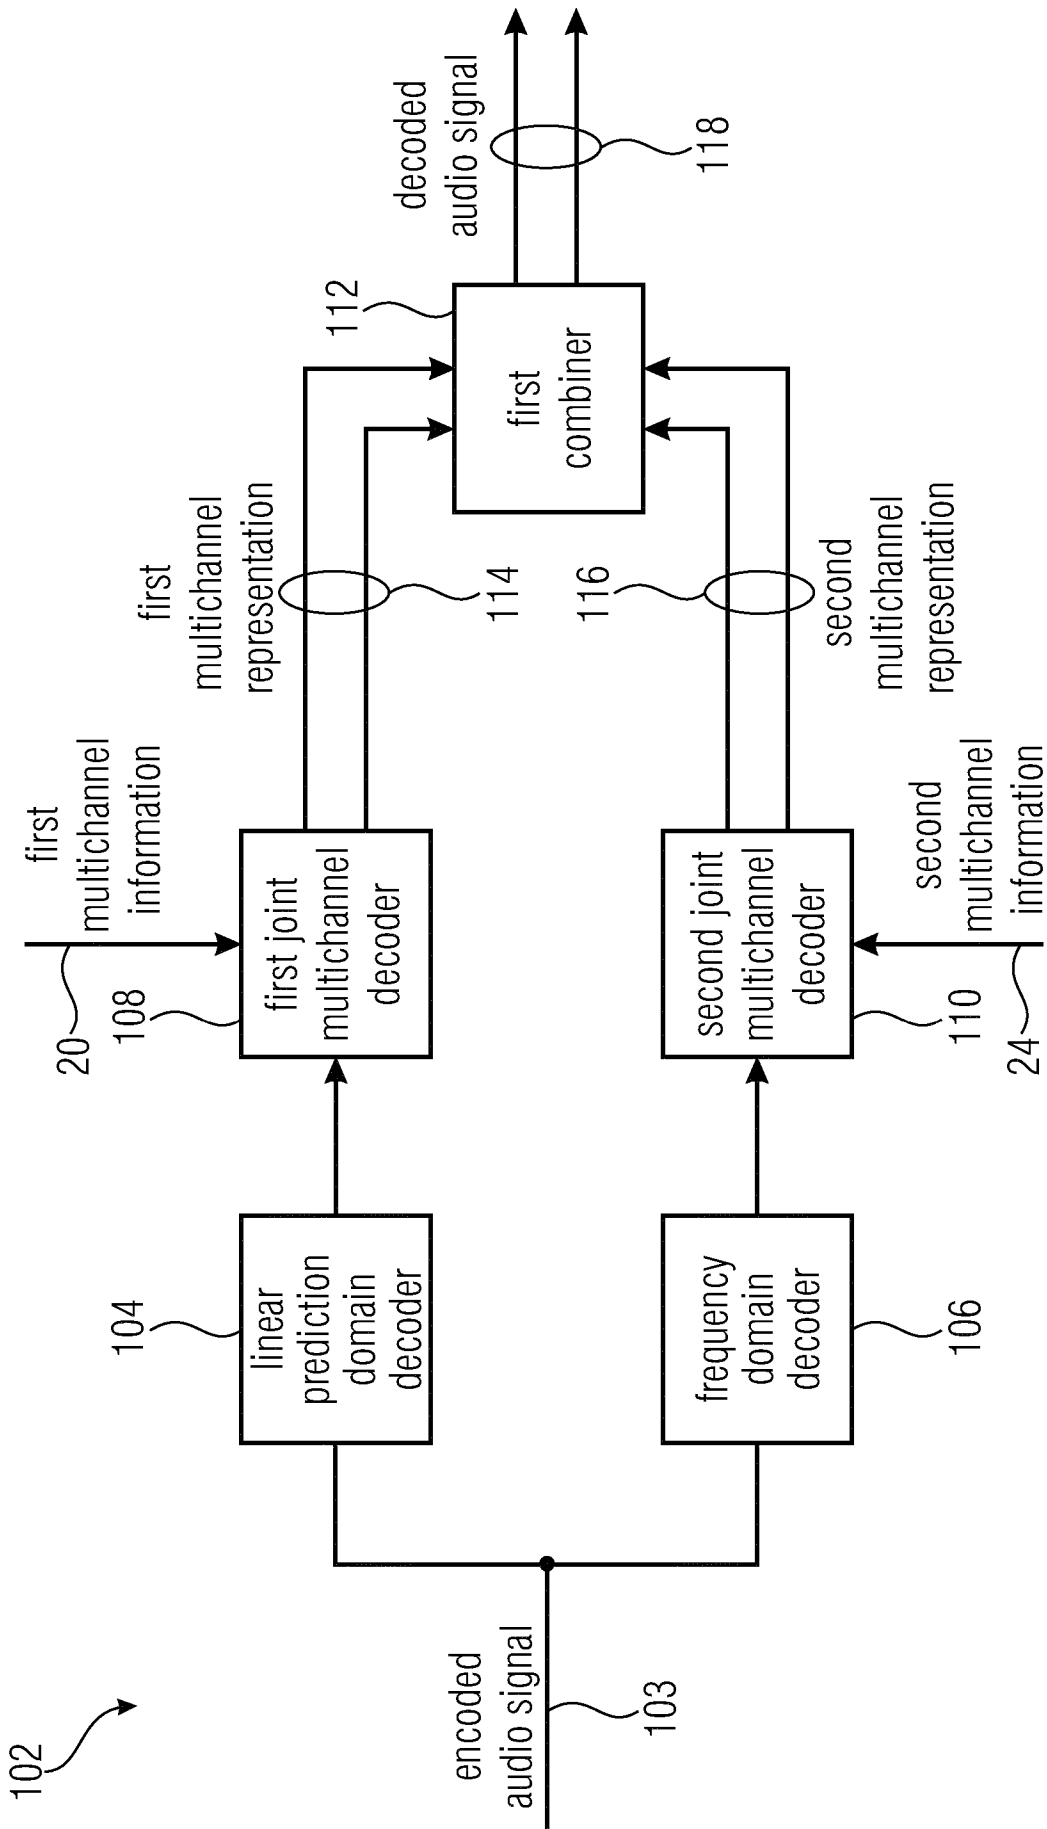 102
encoded
audio signal
103
104
linear
prediction
domain
decoder
frequency
domain
decoder
106
20
first
multichannel
information
108
first joint
multichannel
decoder
second joint
multichannel
decoder
110
24
second
multichannel
information
first
multichannel
representation
114
116
second
multichannel
representation
112
first
combiner
decoded
audio signal
118